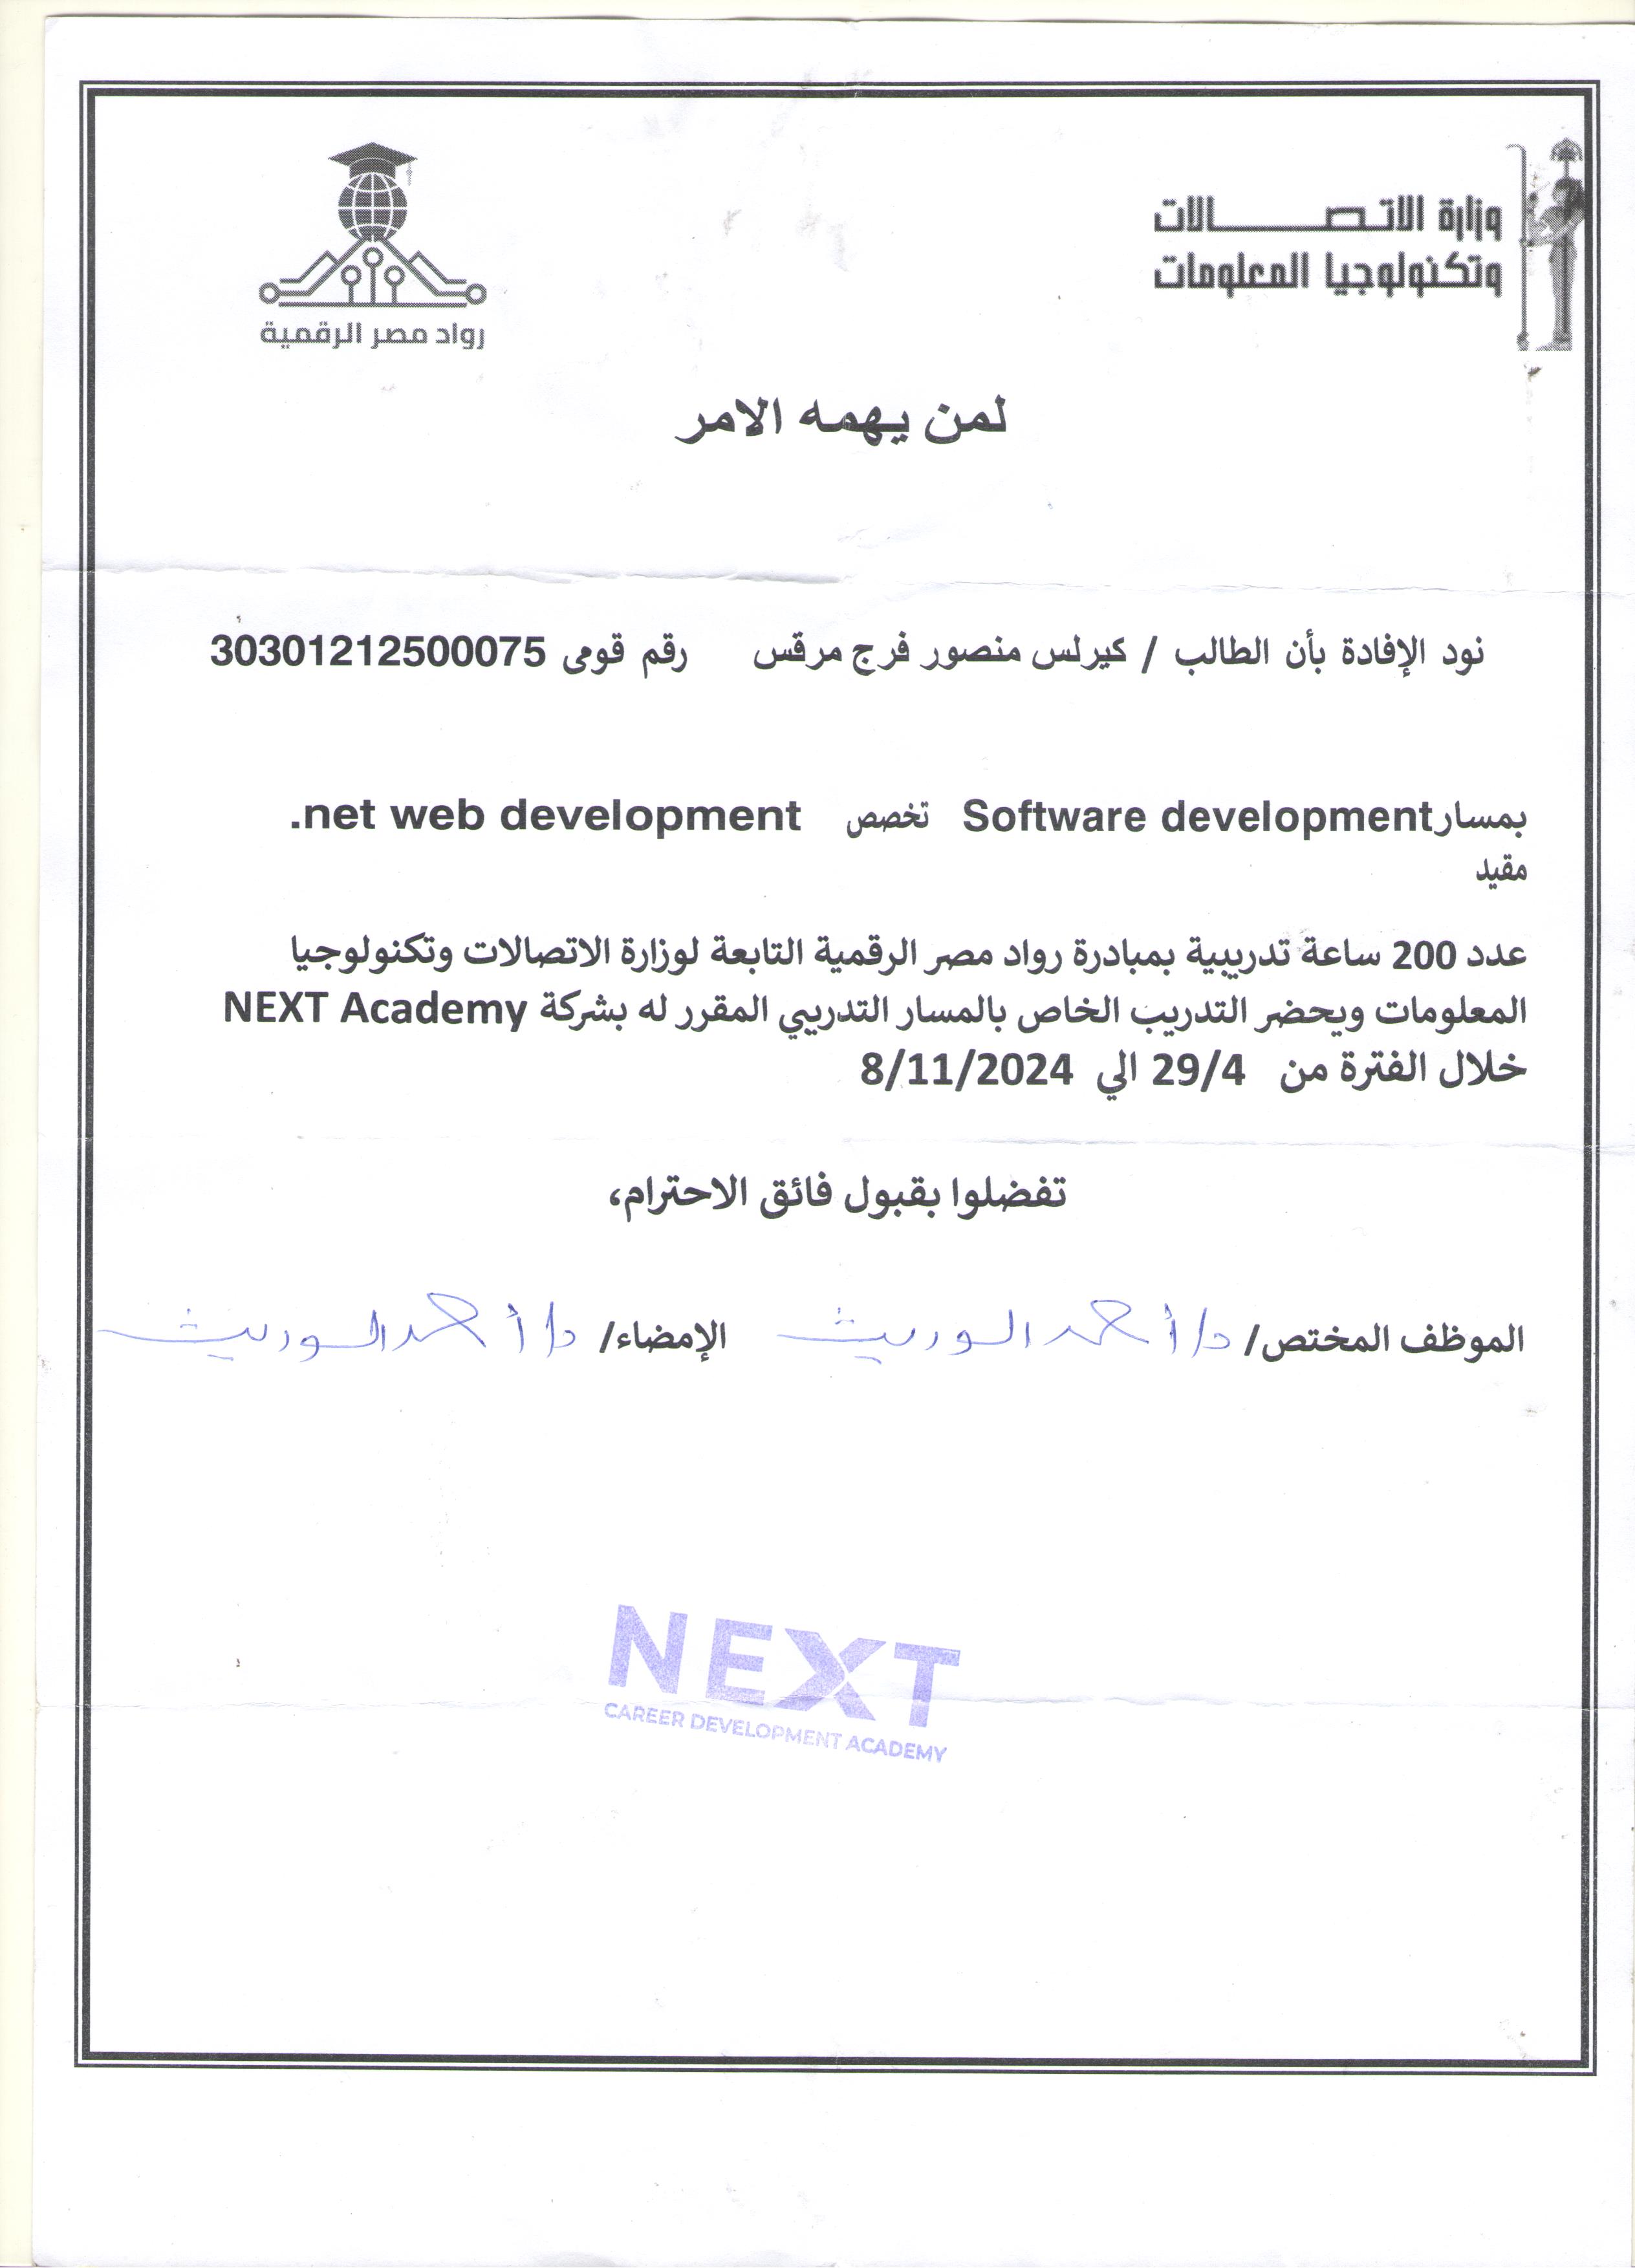 وزارة الاتصالات
وتكنولوجيا المعلومات
رواد مصر الرقمية
لمن يهمه الامر
نود الإفادة بأن الطالب / كيرلس منصور فرج مرقس رقم قومى 30301212500075
بمسارSoftware development تخصص .net web development
مقيد
عدد 200 ساعة تدريبية بمبادرة رواد مصر الرقمية التابعة لوزارة الاتصالات وتكنولوجيا
المعلومات ويحضر التدريب الخاص بالمسار التدريبي المقرر له بشركة NEXT Academy
خلال الفترة من 29/4 الي 8/11/2024
تفضلوا بقبول فائق الاحترام،
الموظف المختص/ د/ أحمد الإمضاء/ د/ أحمد
NEXT
CAREER DEVELOPMENT ACADEMY